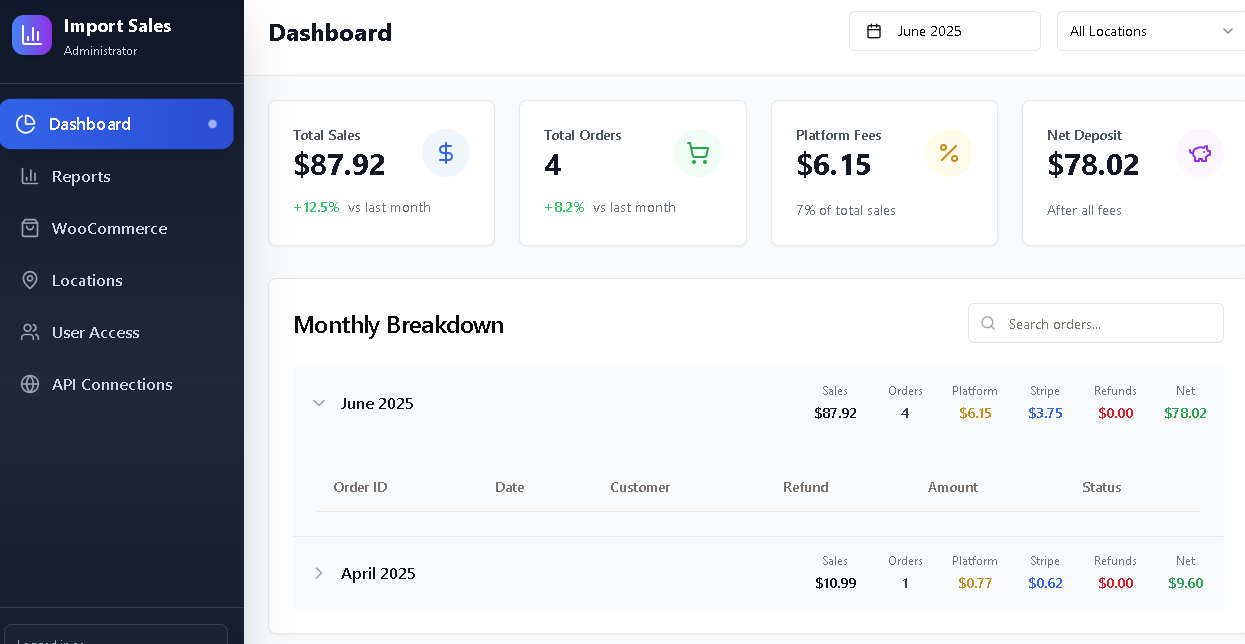 Import Sales
Administrator
Dashboard
Reports
WooCommerce
Locations
User Access
API Connections
Dashboard
June 2025
All Locations
Total Sales
$87.92
+12.5% vs last month
Total Orders
4
+8.2% vs last month
Platform Fees
$6.15
7% of total sales
Net Deposit
$78.02
After all fees
Monthly Breakdown
Search orders...
June 2025
Sales Orders Platform Stripe Refunds Net
$87.92 4 $6.15 $3.75 $0.00 $78.02
Order ID Date Customer Refund Amount Status
April 2025
Sales Orders Platform Stripe Refunds Net
$10.99 1 $0.77 $0.62 $0.00 $9.60